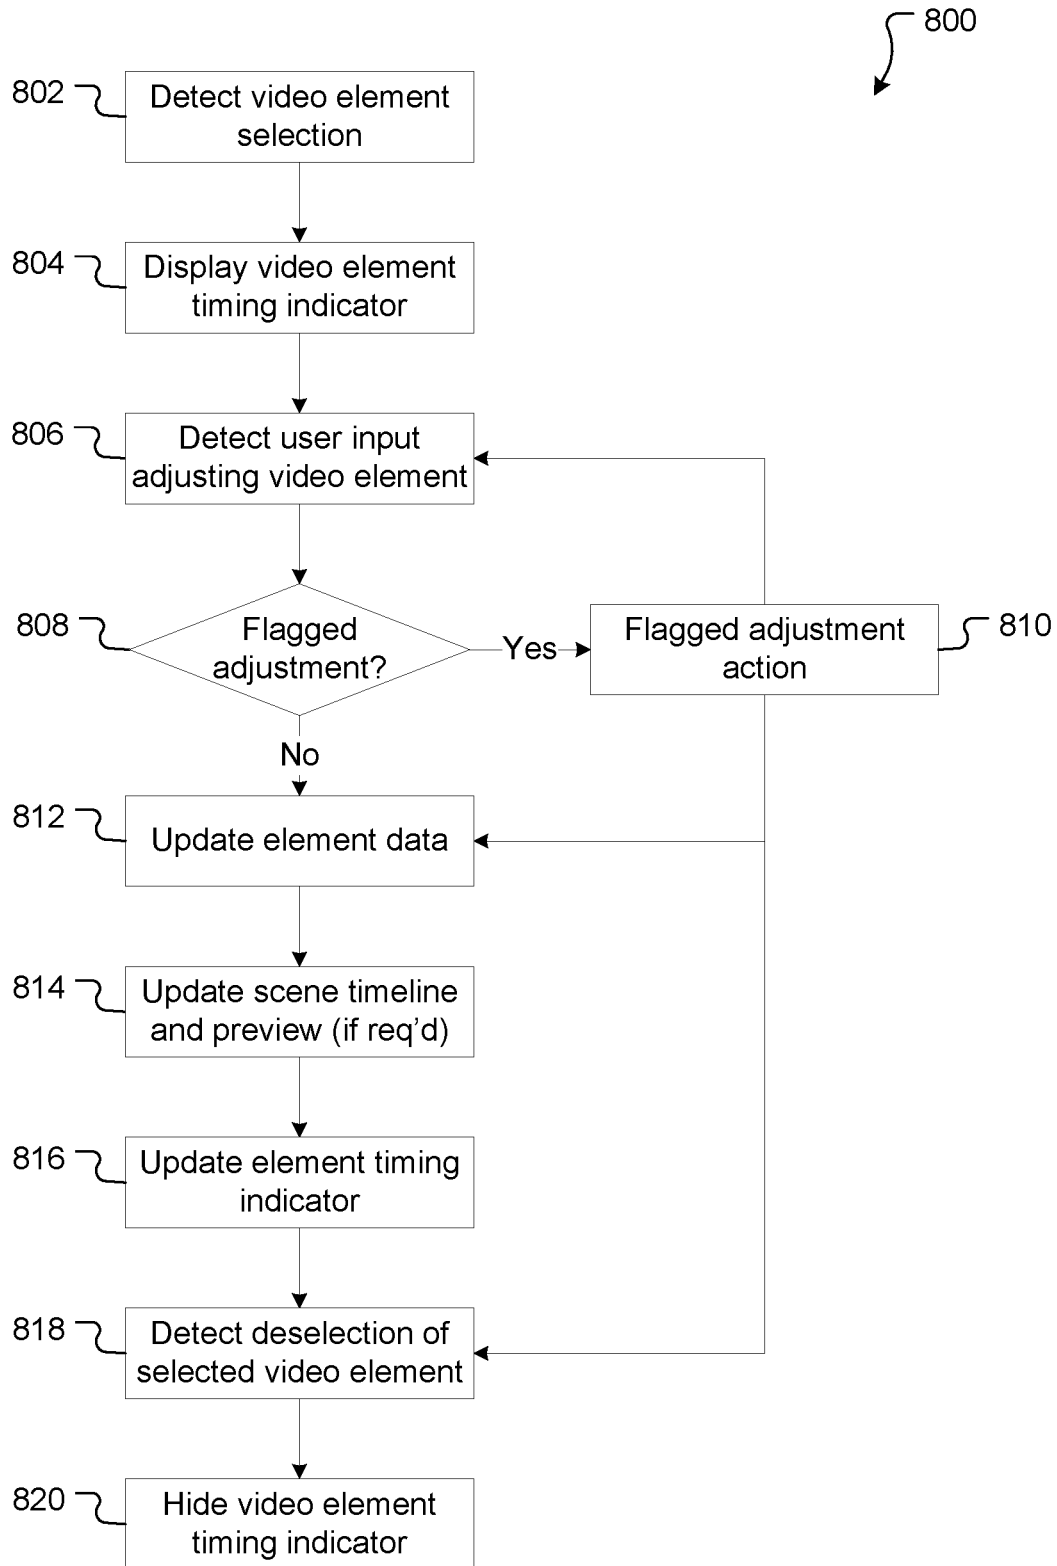 800
802
Detect video element
selection
804
Display video element
timing indicator
806
Detect user input
adjusting video element
808
Flagged
adjustment?
Yes
Flagged adjustment
action
810
No
812
Update element data
814
Update scene timeline
and preview (if req'd)
816
Update element timing
indicator
818
Detect deselection of
selected video element
820
Hide video element
timing indicator